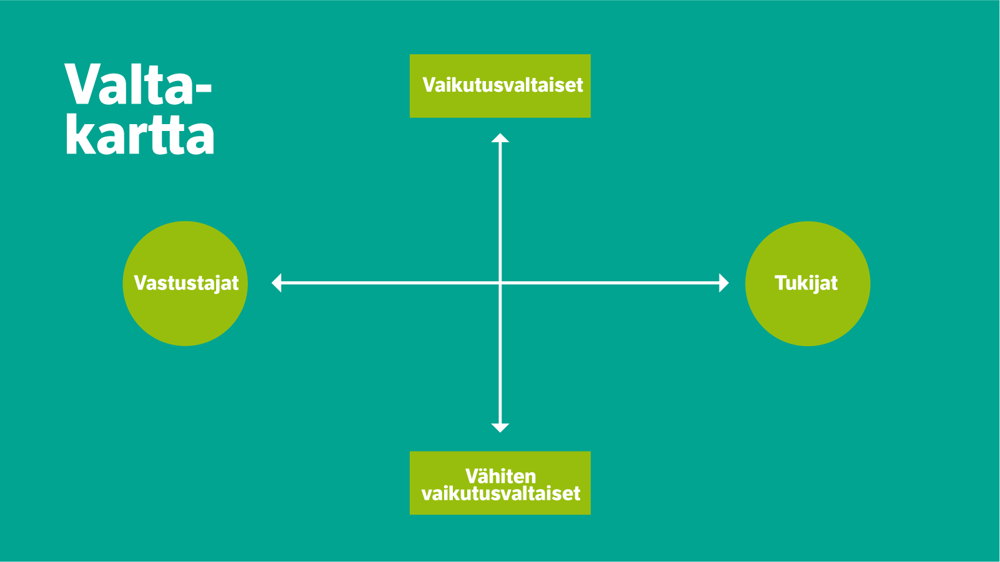 Valta-
kartta
Vaikutusvaltaiset
Vastustajat
Tukijat
Vähiten
vaikutusvaltaiset